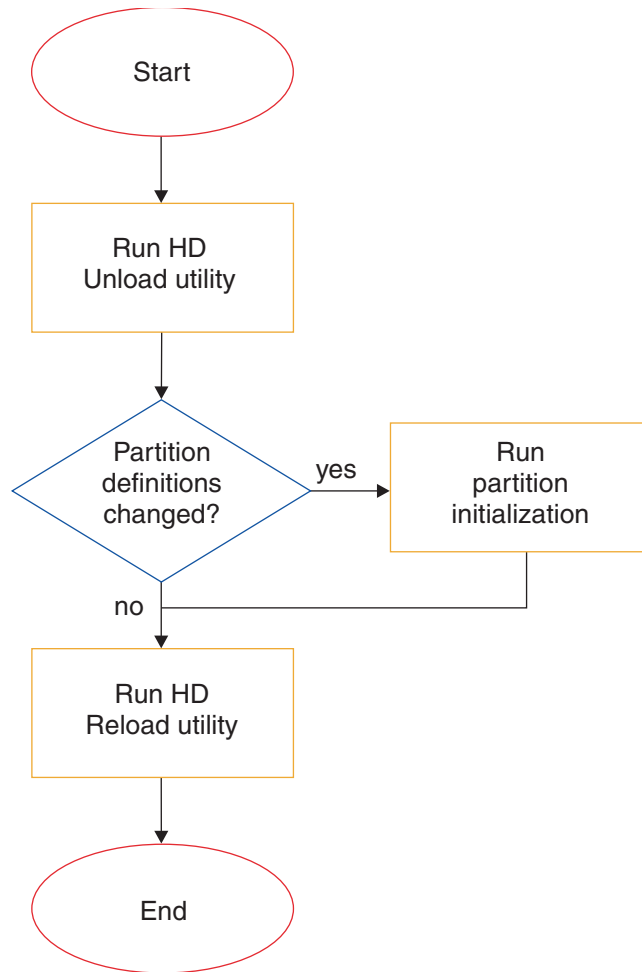 Start
Run HD
Unload utility
Partition
definitions
changed?
yes
Run
partition
initialization
no
Run HD
Reload utility
End